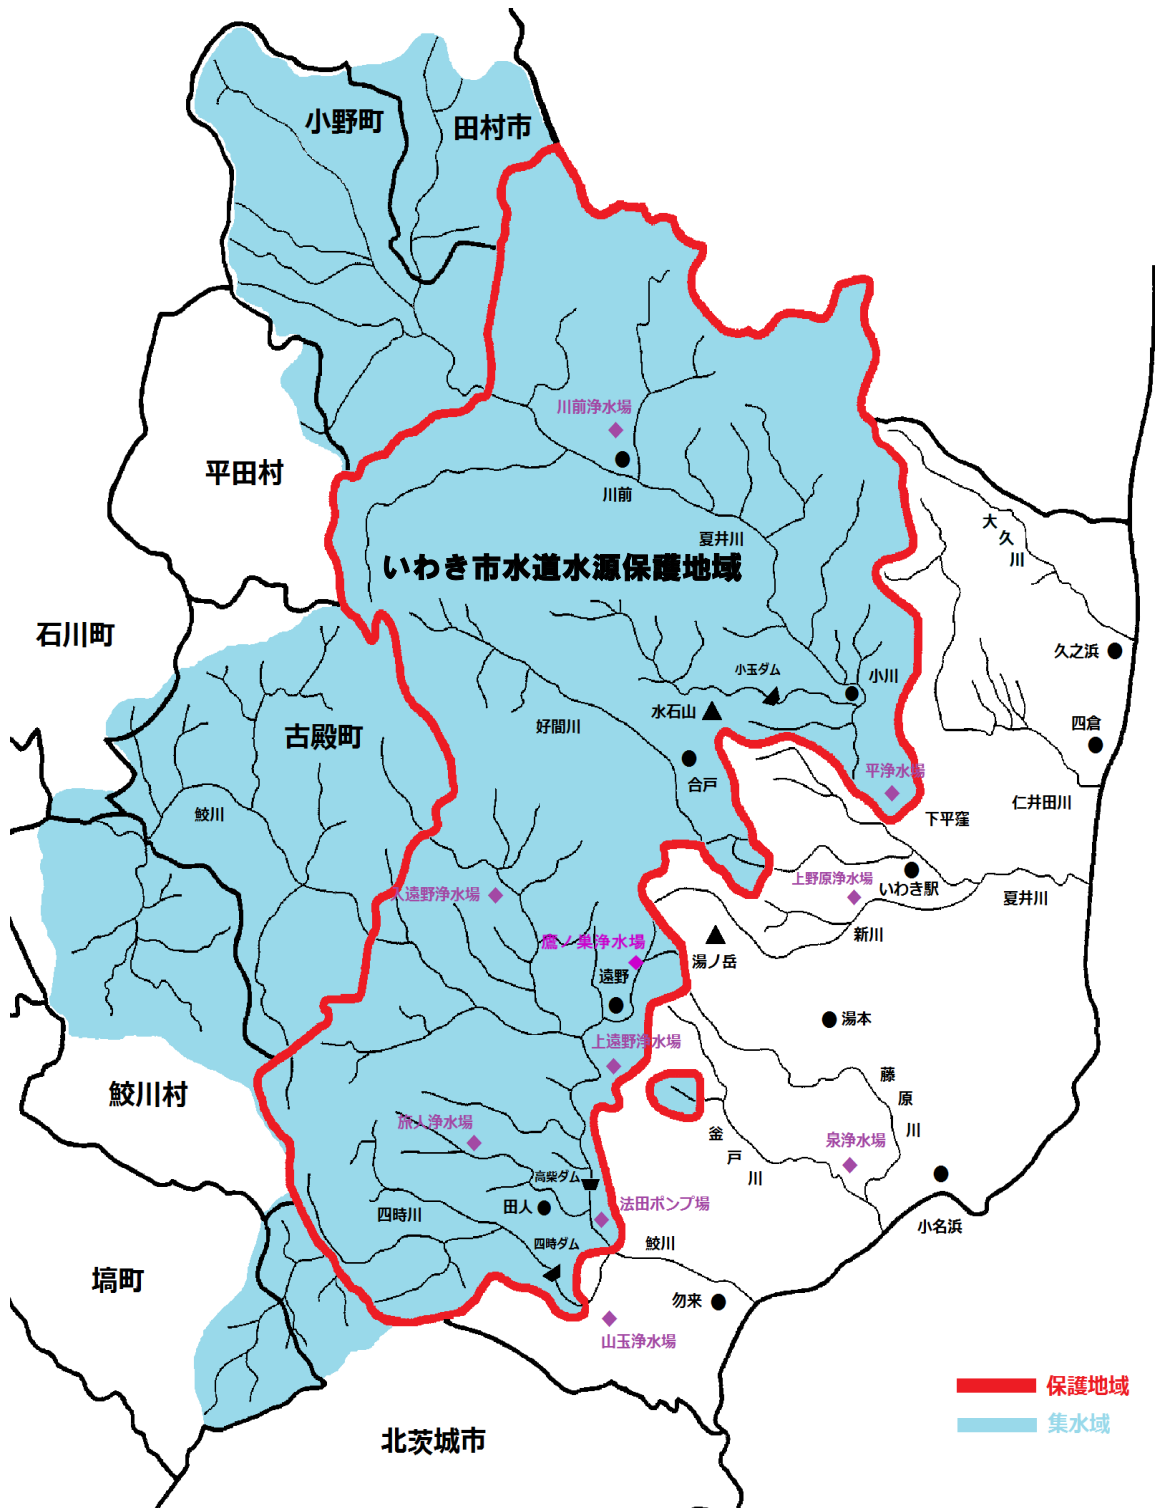 小野町
田村市
川前浄水場
平田村
川前
夏井川
大久川
いわき市水道水源保護地域
石川町
久之浜
小玉ダム
小川
水石山
四倉
古殿町
好間川
平浄水場
合戸
仁井田川
鮫川
下平窪
上野原浄水場
いわき駅
入遠野浄水場
夏井川
新川
鷹ノ巣浄水場
湯ノ岳
遠野
湯本
上遠野浄水場
藤原川
鮫川村
旅人浄水場
釜戸川
泉浄水場
高柴ダム
田人
法田ポンプ場
四時川
小名浜
四時ダム
鮫川
塙町
勿来
山玉浄水場
保護地域
集水域
北茨城市